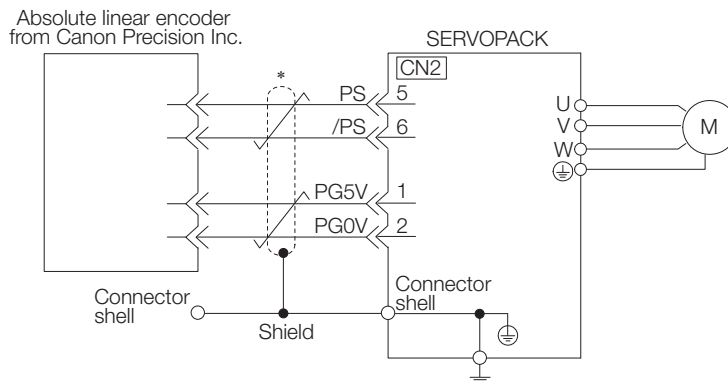 Absolute linear encoder
from Canon Precision Inc.
SERVOPACK
*
CN2
PS
5
/PS
6
PG5V
1
PG0V
2
U
V
W
M
Connector
shell
Shield
Connector
shell